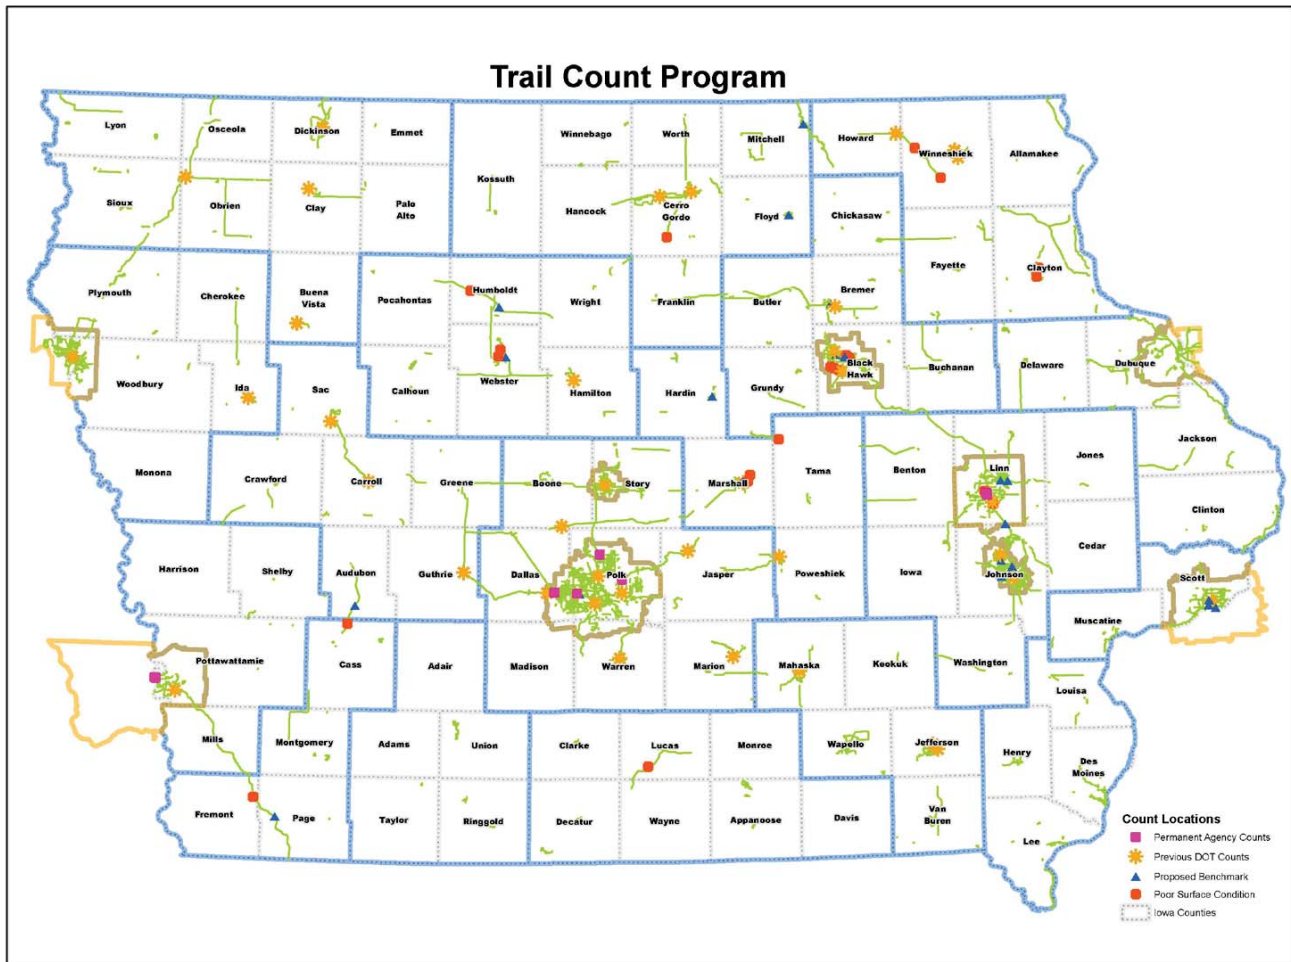 Trail Count Program
Lyon
Osceola
Dickinson
Emmet
Winnebago
Worth
Mitchell
Howard
Winneshiek
Allamakee
Kossuth
Sioux
Obrien
Clay
Palo
Alto
Hancock
Cerro
Gordo
Floyd
Chickasaw
Fayette
Clayton
Plymouth
Cherokee
Buena
Vista
Pocahontas
Humboldt
Wright
Franklin
Butler
Bremer
Woodbury
Ida
Sac
Calhoun
Webster
Hamilton
Hardin
Grundy
Black
Hawk
Buchanan
Delaware
Dubuque
Monona
Crawford
Carroll
Greene
Boone
Story
Marshall
Tama
Benton
Linn
Jones
Jackson
Clinton
Harrison
Shelby
Audubon
Guthrie
Dallas
Polk
Jasper
Poweshiek
Iowa
Johnson
Cedar
Scott
Muscatine
Pottawattamie
Cass
Adair
Madison
Warren
Marion
Mahaska
Keokuk
Washington
Louisa
Mills
Montgomery
Adams
Union
Clarke
Lucas
Monroe
Wapello
Jefferson
Henry
Des
Moines
Fremont
Page
Taylor
Ringgold
Decatur
Wayne
Appanoose
Davis
Van
Buren
Lee
Count Locations
Permanent Agency Counts
Previous DOT Counts
Proposed Benchmark
Poor Surface Condition
Iowa Counties